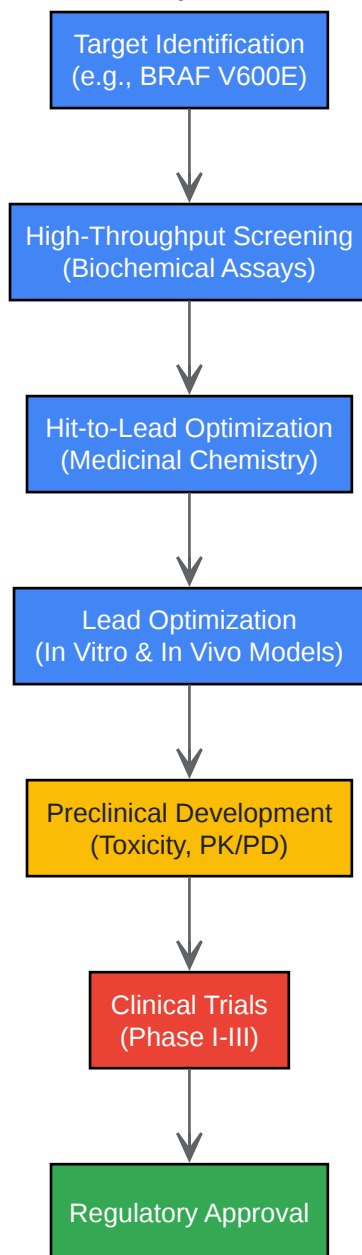 Target Identification
(e.g., BRAF V600E)
High-Throughput Screening
(Biochemical Assays)
Hit-to-Lead Optimization
(Medicinal Chemistry)
Lead Optimization
(In Vitro & In Vivo Models)
Preclinical Development
(Toxicity, PK/PD)
Clinical Trials
(Phase I-III)
Regulatory Approval